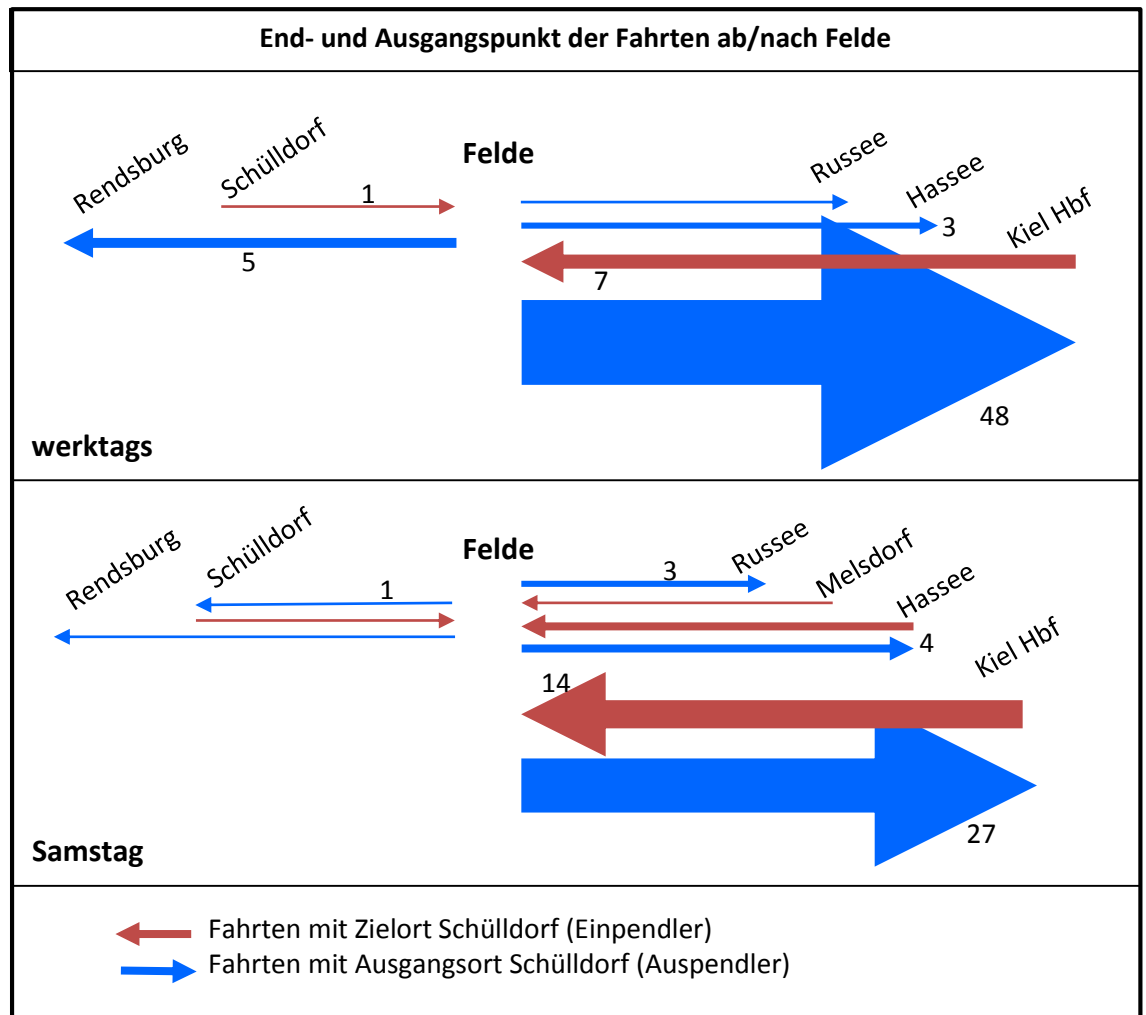 End- und Ausgangspunkt der Fahrten ab/nach Felde
Rendsburg
Schülldorf
Felde
Russee
Hassee
Kiel Hbf
1
3
5
7
48
werktags
Rendsburg
Schülldorf
Felde
Russee
Melsdorf
Hassee
Kiel Hbf
1
3
4
14
27
Samstag
Fahrten mit Zielort Schülldorf (Einpendler)
Fahrten mit Ausgangsort Schülldorf (Auspendler)